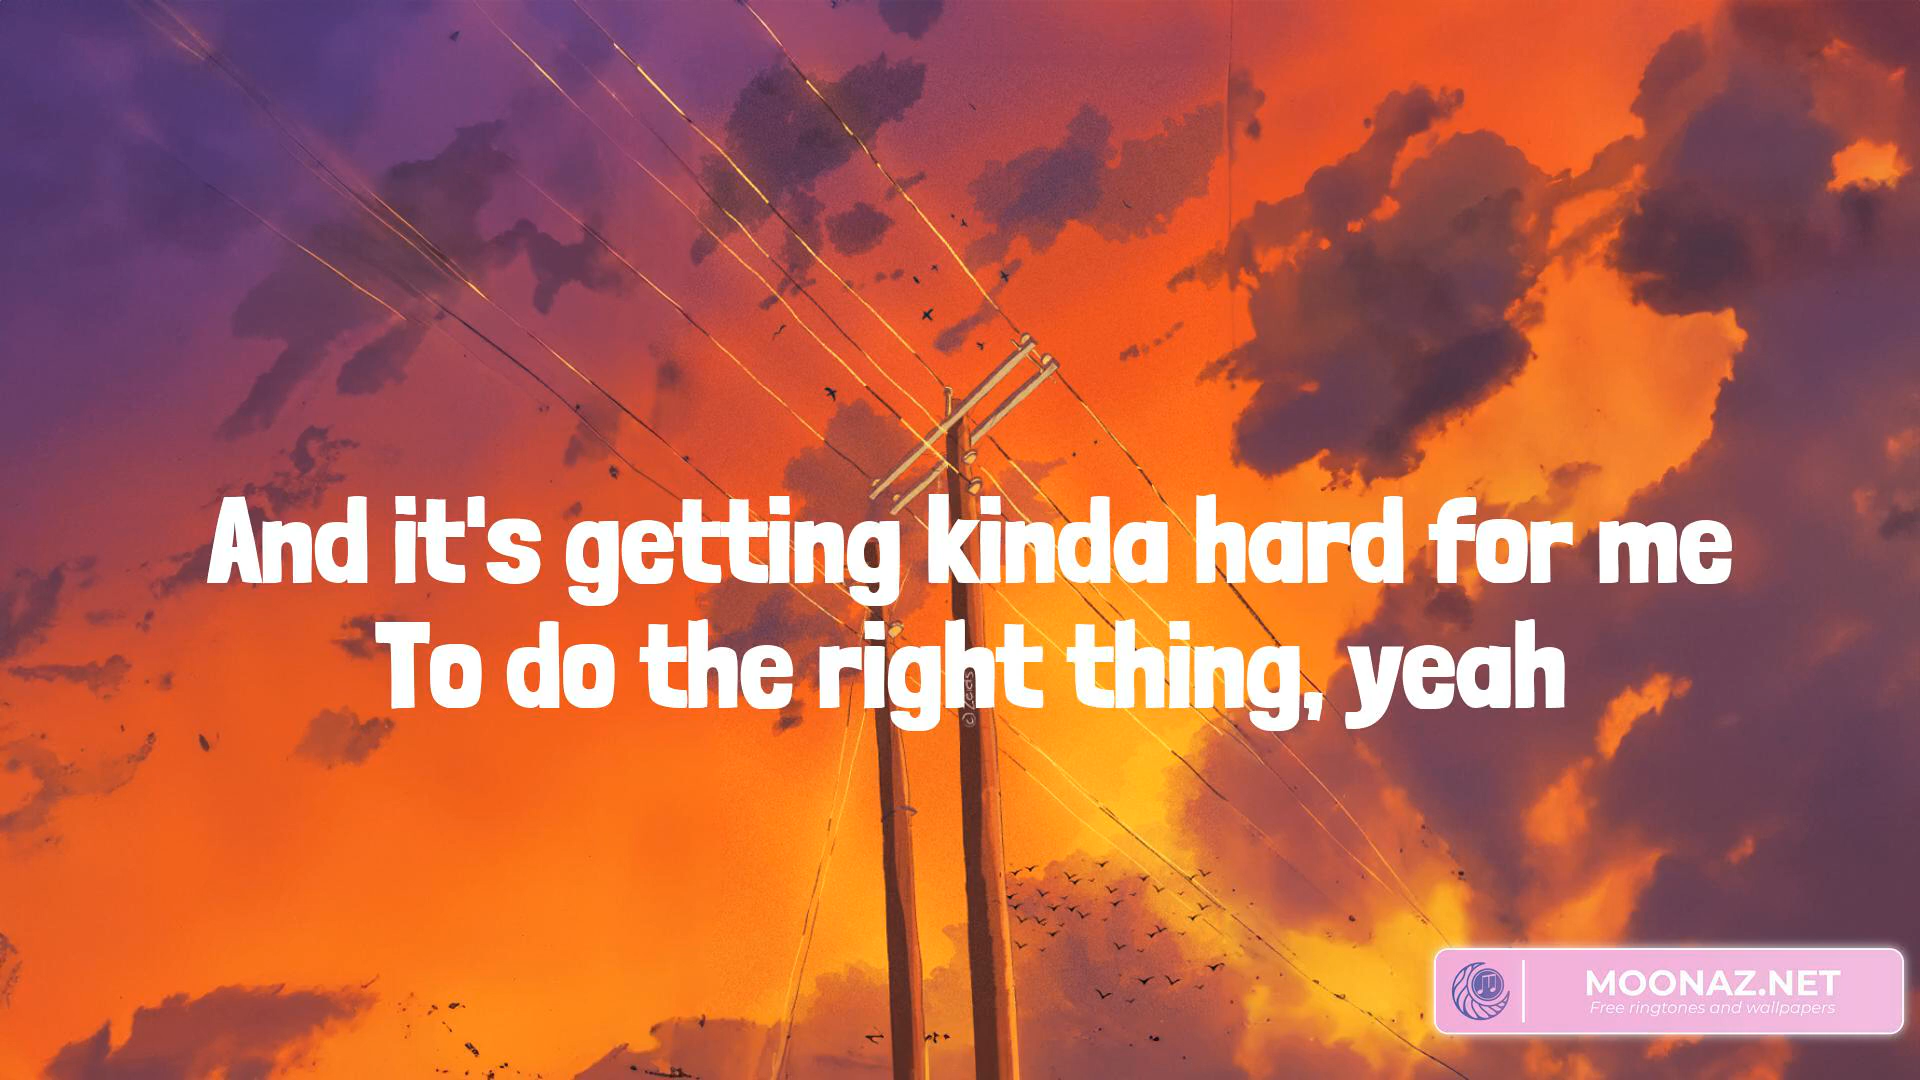 And it's getting kinda hard for me
To do the right thing, yeah
MOONAZ.NET
Free ringtones and wallpapers